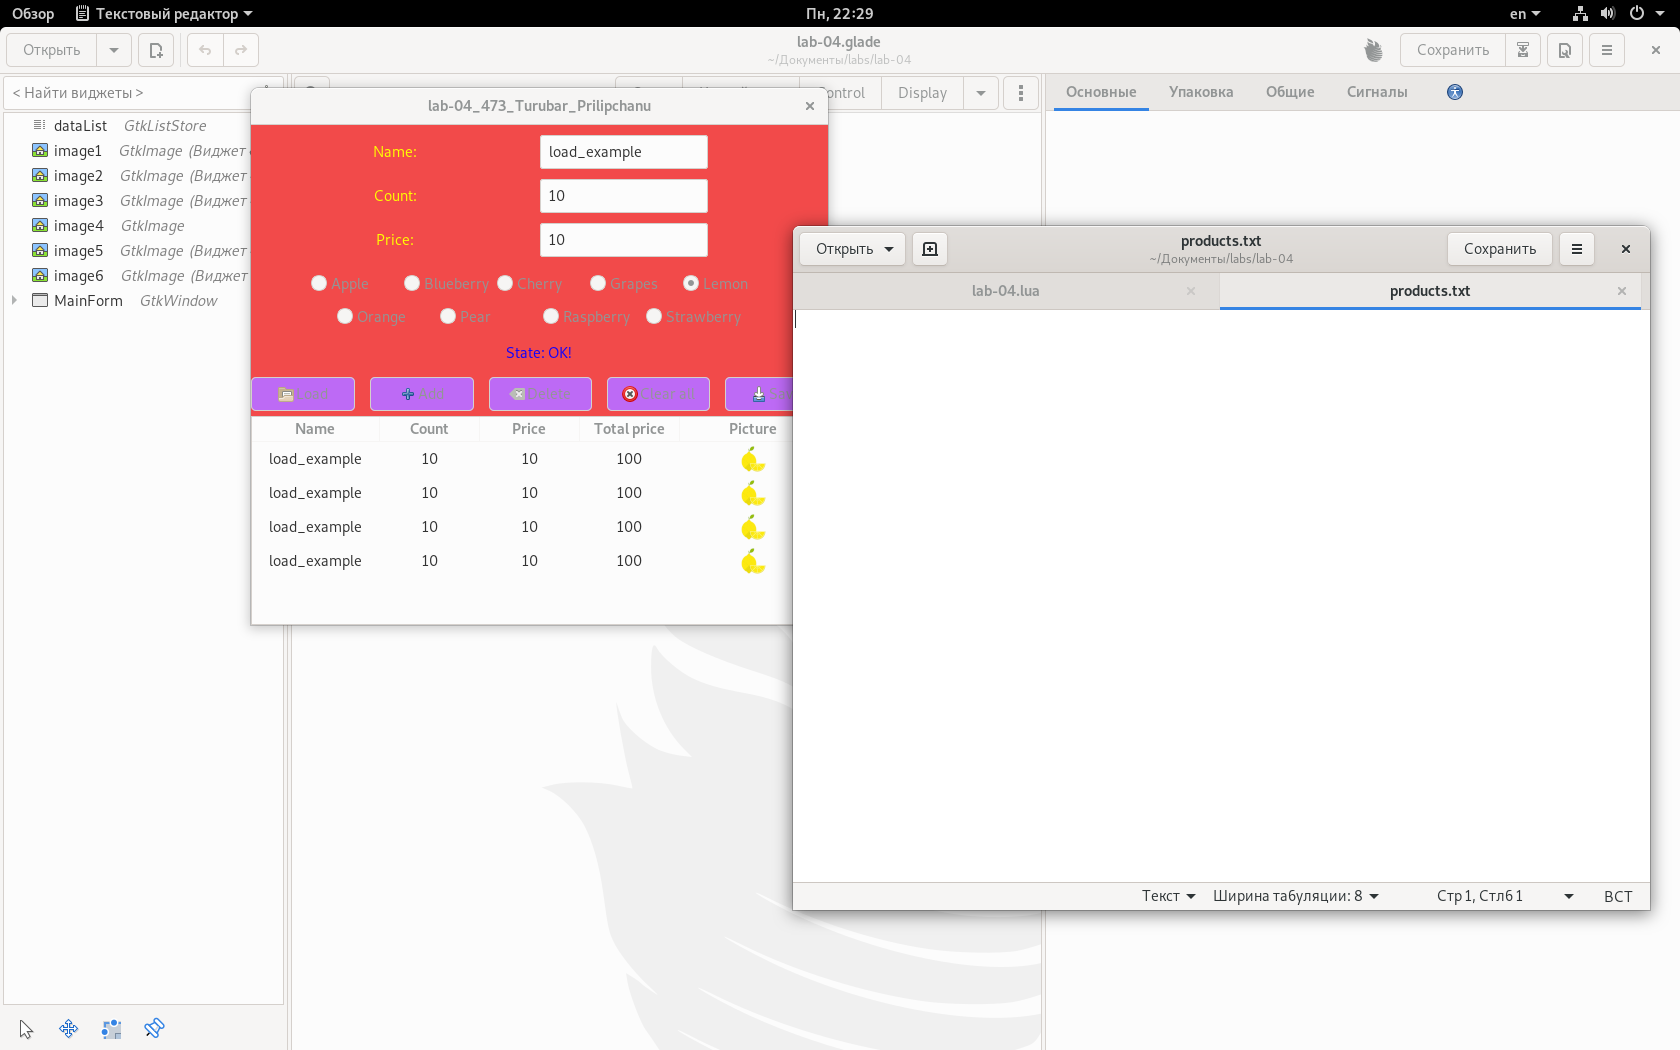 Обзор Текстовый редактор Пн, 22:29 en
Открыть lab-04.glade Сохранить
~/Документы/labs/lab-04
< Найти виджеты > Display Основные Упаковка Общие Сигналы
dataList GtkListStore
image1 GtkImage (Виджет
image2 GtkImage (Виджет
image3 GtkImage (Виджет
image4 GtkImage
image5 GtkImage (Виджет
image6 GtkImage (Виджет
MainForm GtkWindow
lab-04_473_Turubar_Prilipchanu
Name: load_example
Count: 10
Price: 10
Apple Blueberry Cherry Grapes Lemon
Orange Pear Raspberry Strawberry
State: OK!
Load Add Delete Clear all
Name Count Price Total price Picture
load_example 10 10 100
load_example 10 10 100
load_example 10 10 100
load_example 10 10 100
Открыть products.txt Сохранить
~/Документы/labs/lab-04
lab-04.lua products.txt
Текст Ширина табуляции: 8 Стр 1, Стлб 1 ВСТ